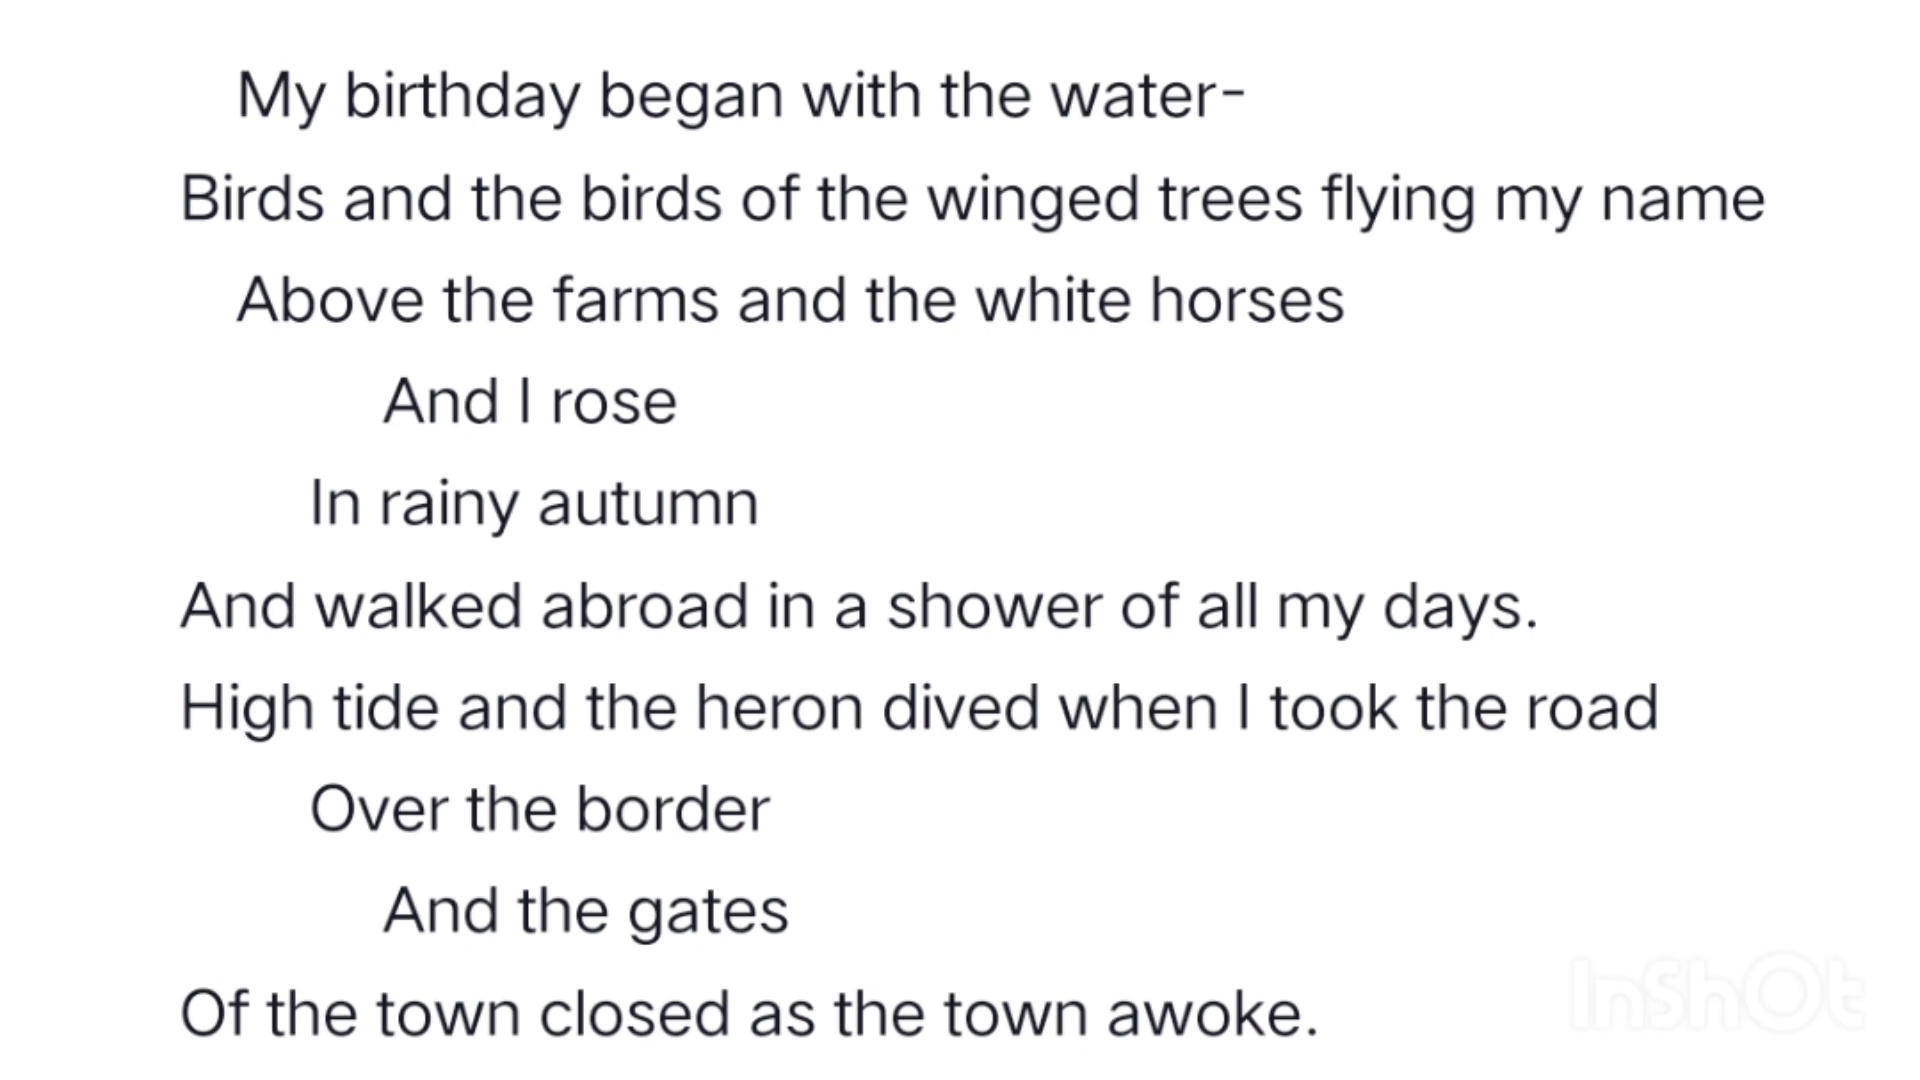 My birthday began with the water-
Birds and the birds of the winged trees flying my name
Above the farms and the white horses
And I rose
In rainy autumn
And walked abroad in a shower of all my days.
High tide and the heron dived when I took the road
Over the border
And the gates
Of the town closed as the town awoke.
InShOt